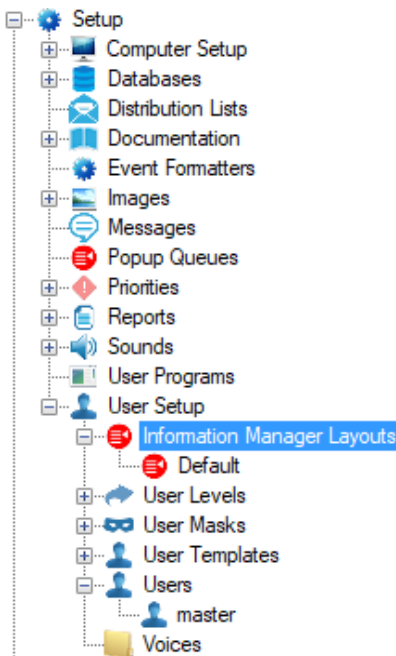 Setup
Computer Setup
Databases
Distribution Lists
Documentation
Event Formatters
Images
Messages
Popup Queues
Priorities
Reports
Sounds
User Programs
User Setup
Information Manager Layouts
Default
User Levels
User Masks
User Templates
Users
master
Voices